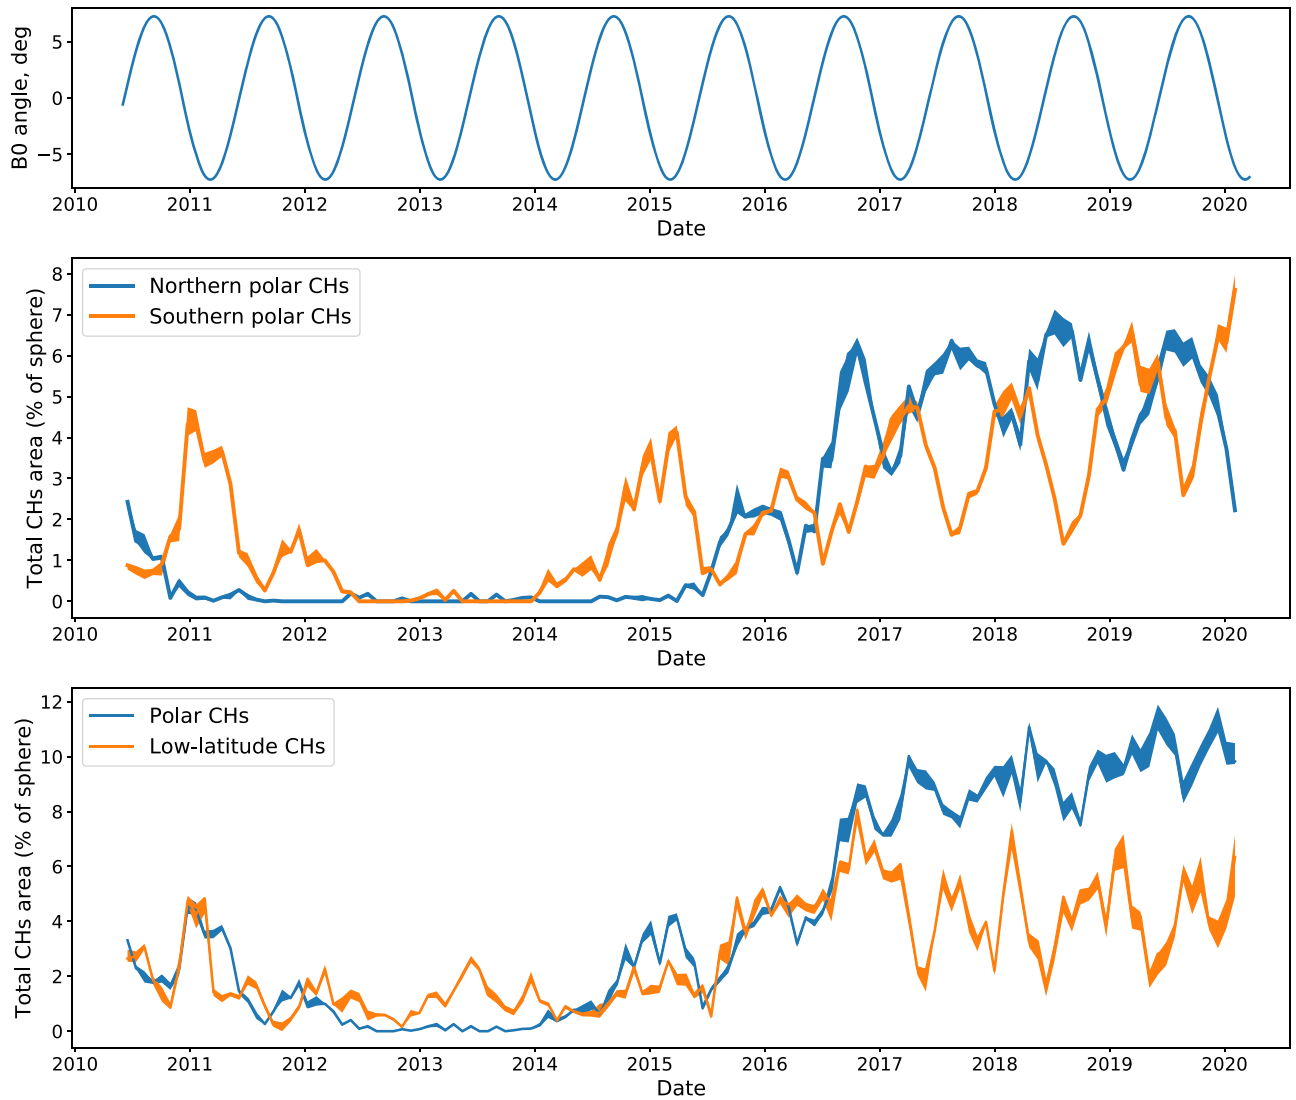 B0 angle, deg
5
0
−5
2010 2011 2012 2013 2014 2015 2016 2017 2018 2019 2020
Date
Total CHs area (% of sphere)
8
7
6
5
4
3
2
1
0
Northern polar CHs
Southern polar CHs
2010 2011 2012 2013 2014 2015 2016 2017 2018 2019 2020
Date
Total CHs area (% of sphere)
12
10
8
6
4
2
0
Polar CHs
Low-latitude CHs
2010 2011 2012 2013 2014 2015 2016 2017 2018 2019 2020
Date